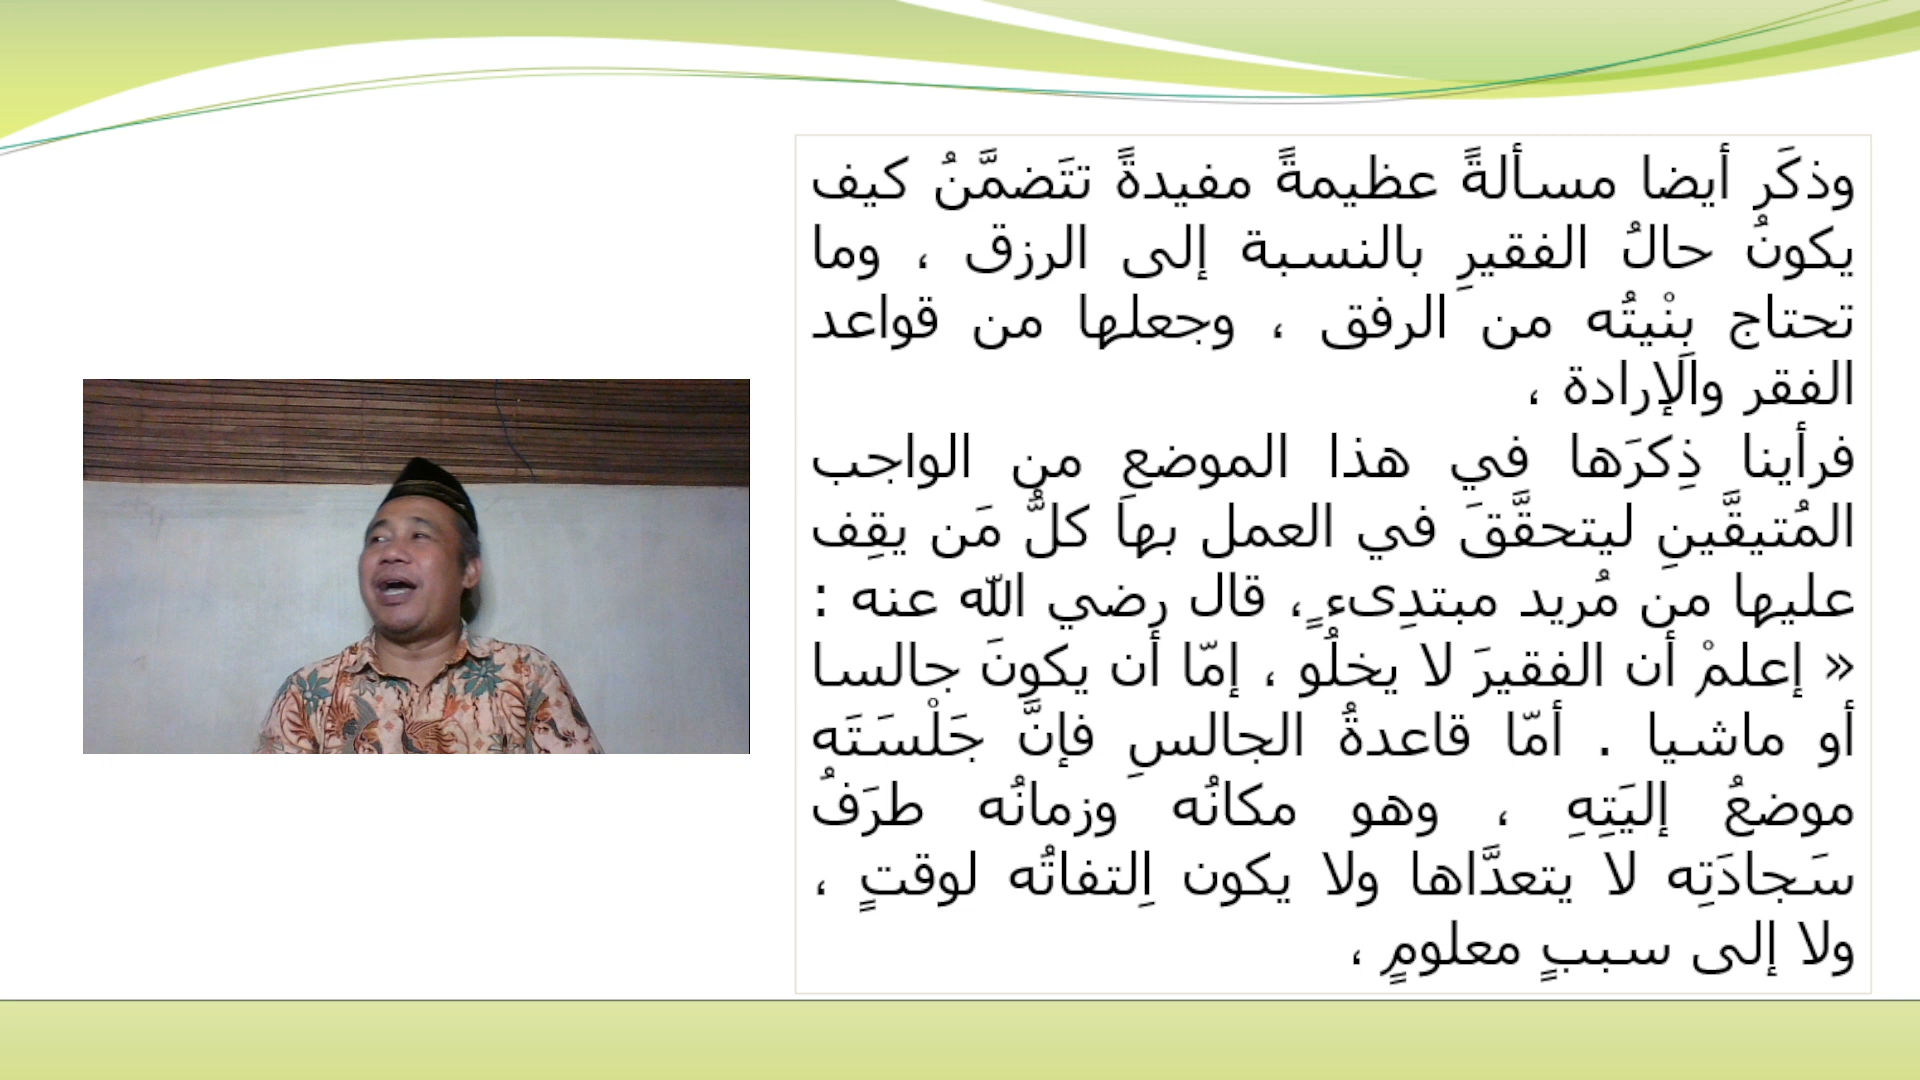 وذكَر أيضا مسألةً عظيمةً مفيدةً تتَضمَّنُ كيف
يكونُ حالُ الفقيرِ بالنسبة إلى الرزق ، وما
تحتاج بِنْيتُه من الرفق ، وجعلها من قواعد
الفقر والإرادة ،
فرأينا ذِكرَها في هذا الموضعِ من الواجب
المُتيقَّينِ ليتحقَّقَ في العمل بها كلُّ مَن يقِف
عليها من مُريد مبتدِىءٍ ، قال رضي الله عنه :
« إعلمْ أن الفقيرَ لا يخلُو ، إمّا أن يكونَ جالسا
أو ماشيا . أمّا قاعدةُ الجالسِ فإنَّ جَلْسَتَه
موضعُ إليَتِهِ ، وهو مكانُه وزمانُه طرَفُ
سَجادَتِه لا يتعدَّاها ولا يكون اِلتفاتُه لوقتٍ ،
ولا إلى سببٍ معلومٍ ،